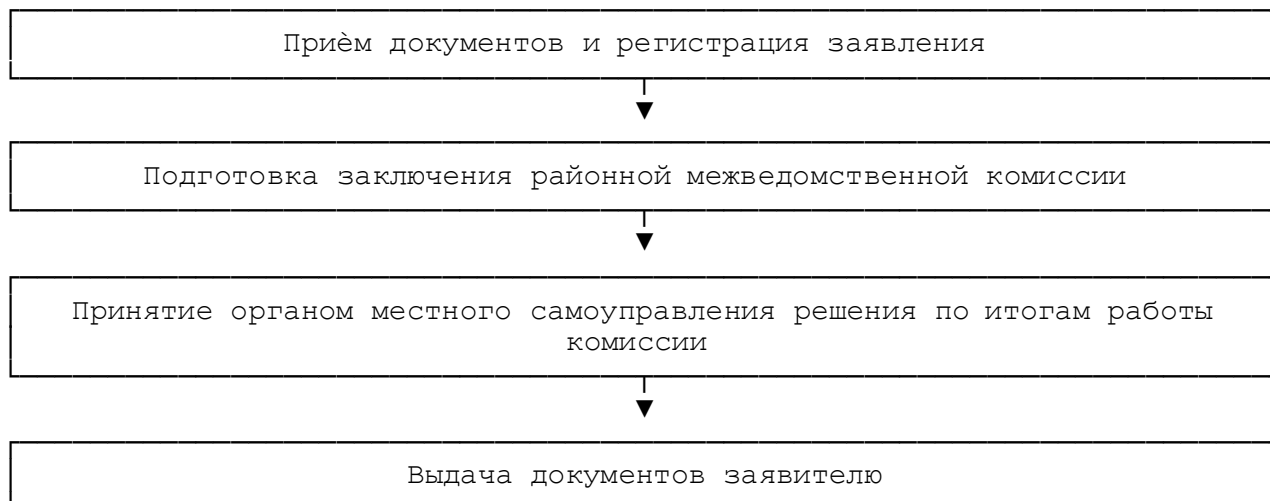 Приѐм документов и регистрация заявления
Подготовка заключения районной межведомственной комиссии
Принятие органом местного самоуправления решения по итогам работы
комиссии
Выдача документов заявителю